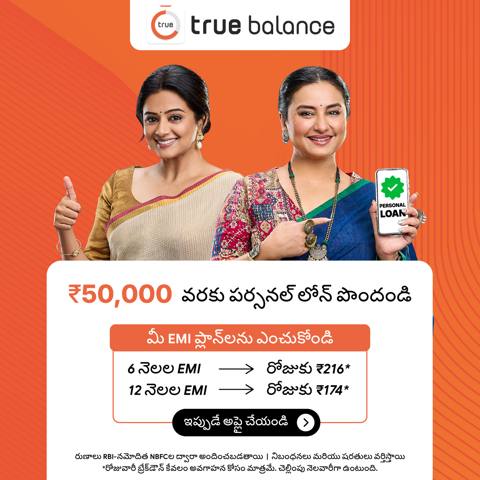 true
true balance
PERSONAL
LOAN
₹50,000 వరకు పర్సనల్ లోన్ పొందండి
మీ EMI ప్లాన్‌లను ఎంచుకోండి
6 నెలల EMI → రోజుకు ₹216*
12 నెలల EMI → రోజుకు ₹174*
ఇప్పుడే అప్లై చేయండి
రుణాలు RBI-నమోదిత NBFCల ద్వారా అందించబడతాయి | నిబంధనలు మరియు షరతులు వర్తిస్తాయి
*రోజువారీ బ్రేక్‌డౌన్ కేవలం అవగాహన కోసం మాత్రమే. చెల్లింపు నెలవారీగా ఉంటుంది.